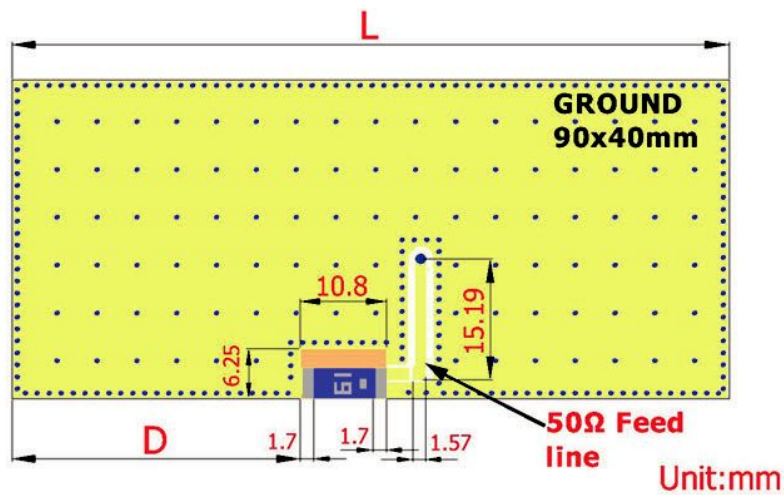 L
GROUND
90x40mm
10.8
15.19
6.25
D
1.7
1.7
1.57
50Ω Feed
line
Unit:mm